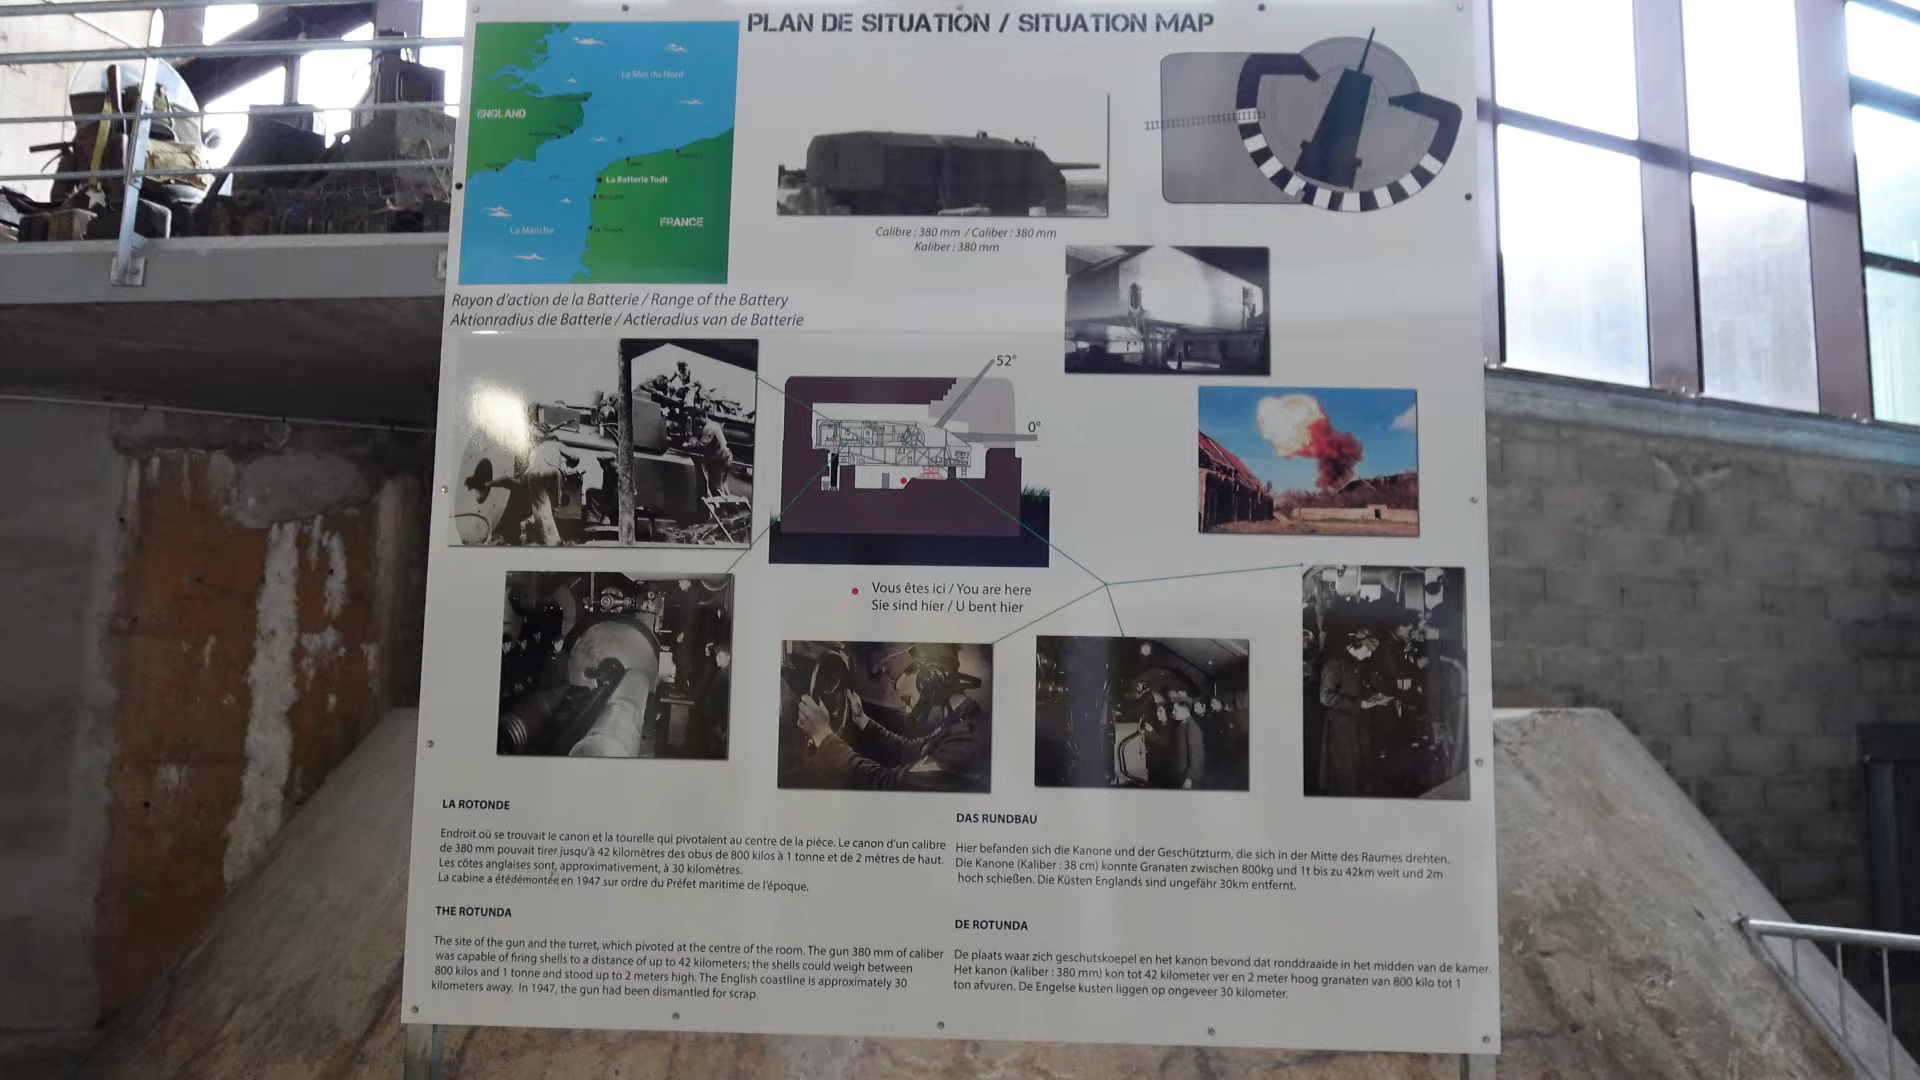 PLAN DE SITUATION / SITUATION MAP
La Mer du Nord
ENGLAND
La Batterie Todt
Boulogne
FRANCE
La Manche
Le Touquet
Calibre : 380 mm / Caliber : 380 mm
Kaliber : 380 mm
Rayon d'action de la Batterie / Range of the Battery
Aktionradius die Batterie / Actieradius van de Batterie
52°
0°
Vous êtes ici / You are here
Sie sind hier / U bent hier
LA ROTONDE
Endroit où se trouvait le canon et la tourelle qui pivotaient au centre de la pièce. Le canon d'un calibre
de 380 mm pouvait tirer jusqu'à 42 kilomètres des obus de 800 kilos à 1 tonne et de 2 mètres de haut.
Les côtes anglaises sont, approximativement, à 30 kilomètres.
La cabine a étédémontée en 1947 sur ordre du Préfet maritime de l'époque.
THE ROTUNDA
The site of the gun and the turret, which pivoted at the centre of the room. The gun 380 mm of caliber
was capable of firing shells to a distance of up to 42 kilometers; the shells could weigh between
800 kilos and 1 tonne and stood up to 2 meters high. The English coastline is approximately 30
kilometers away. In 1947, the gun had been dismantled for scrap.
DAS RUNDBAU
Hier befanden sich die Kanone und der Geschützturm, die sich in der Mitte des Raumes drehten.
Die Kanone (Kaliber : 38 cm) konnte Granaten zwischen 800kg und 1t bis zu 42km weit und 2m
hoch schießen. Die Küsten Englands sind ungefähr 30km entfernt.
DE ROTUNDA
De plaats waar zich geschutskoepel en het kanon bevond dat ronddraaide in het midden van de kamer.
Het kanon (kaliber : 380 mm) kon tot 42 kilometer ver en 2 meter hoog granaten van 800 kilo tot 1
ton afvuren. De Engelse kusten liggen op ongeveer 30 kilometer.